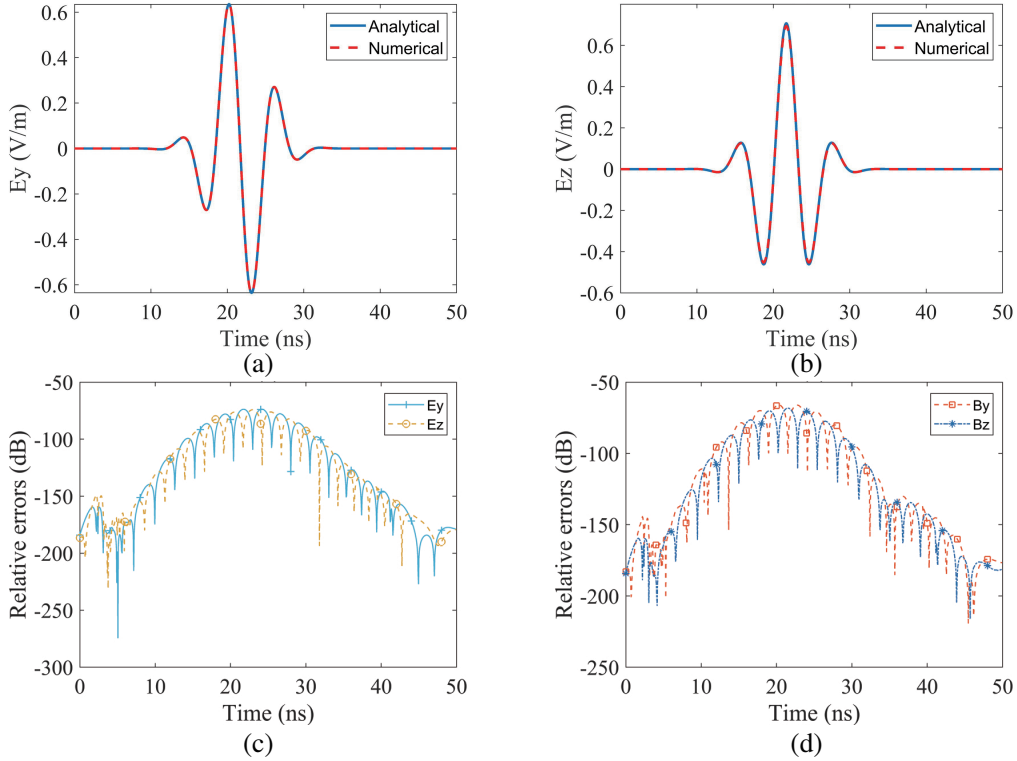 Analytical
Numerical
0.6
0.4
0.2
0
-0.2
-0.4
-0.6
Ey (V/m)
0 10 20 30 40 50
Time (ns)
(a)
Analytical
Numerical
0.6
0.4
0.2
0
-0.2
-0.4
-0.6
Ez (V/m)
0 10 20 30 40 50
Time (ns)
(b)
Ey
Ez
-50
-100
-150
-200
-250
-300
Relative errors (dB)
0 10 20 30 40 50
Time (ns)
(c)
By
Bz
-50
-100
-150
-200
-250
Relative errors (dB)
0 10 20 30 40 50
Time (ns)
(d)